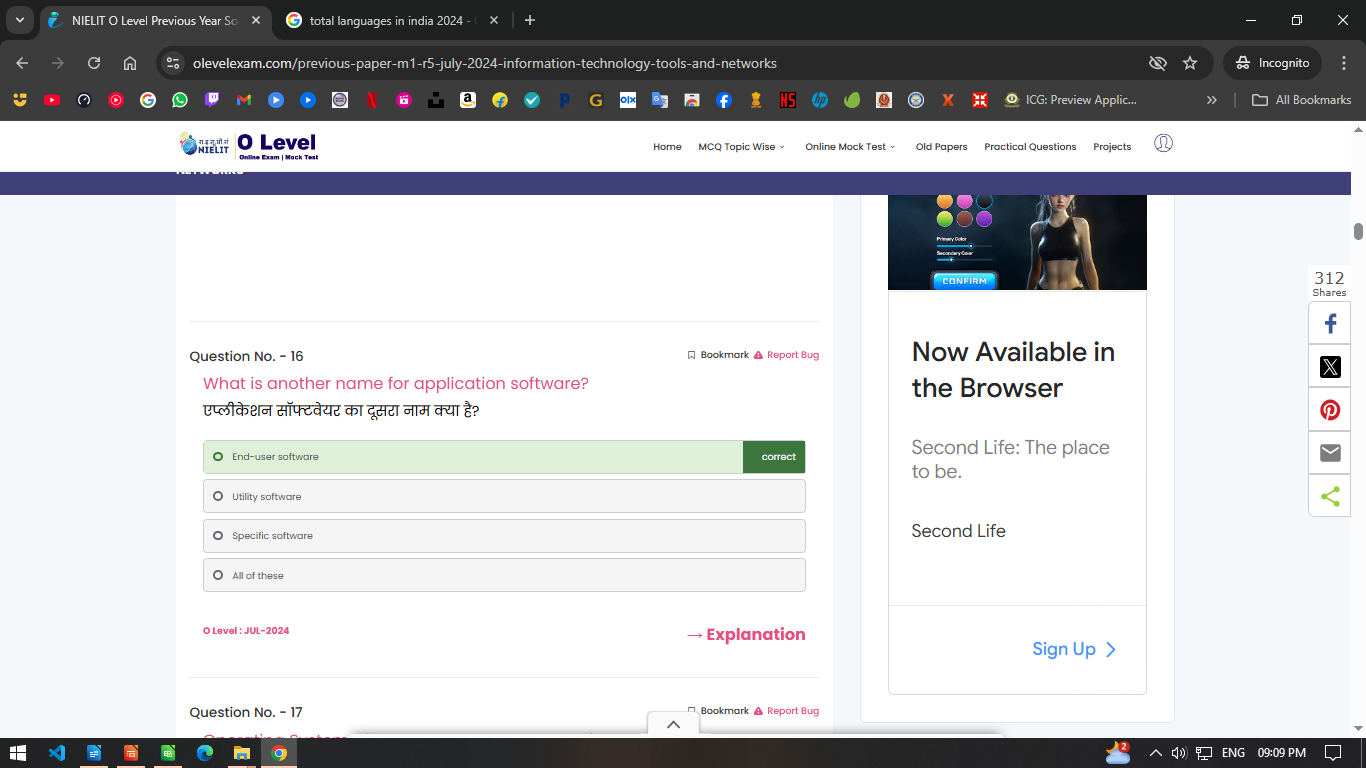 NIELIT O Level Previous Year So
total languages in india 2024 -
olevelexam.com/previous-paper-m1-r5-july-2024-information-technology-tools-and-networks
Incognito
ICG: Preview Applic...
All Bookmarks
NIELIT
O Level
Online Exam | Mock Test
Home
MCQ Topic Wise
Online Mock Test
Old Papers
Practical Questions
Projects
Primary Color
Secondary Color
CONFIRM
312
Shares
Question No. - 16
Bookmark
Report Bug
What is another name for application software?
एप्लीकेशन सॉफ्टवेयर का दूसरा नाम क्या है?
End-user software
correct
Utility software
Specific software
All of these
O Level : JUL-2024
→ Explanation
Now Available in
the Browser
Second Life: The place
to be.
Second Life
Sign Up
Question No. - 17
Bookmark
Report Bug
2
ENG
09:09 PM